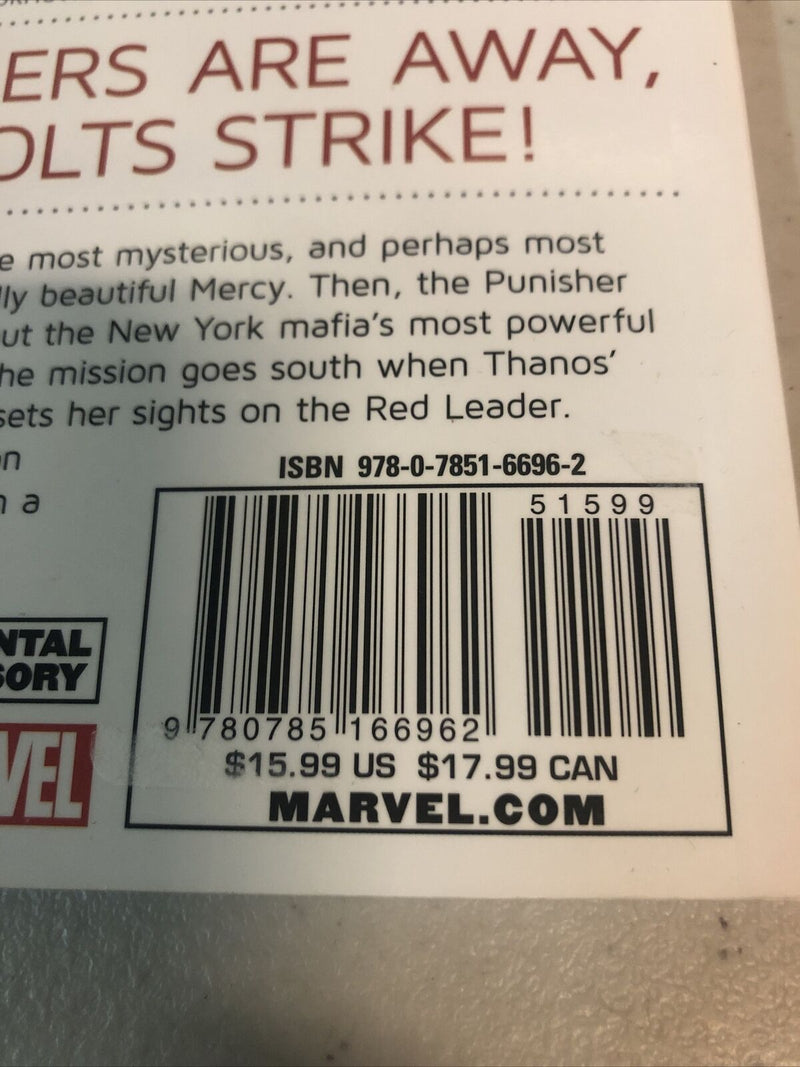 ERS ARE AWAY,
OLTS STRIKE!
e most mysterious, and perhaps most
lly beautiful Mercy. Then, the Punisher
ut the New York mafia's most powerful
he mission goes south when Thanos'
sets her sights on the Red Leader.
n
n a
ISBN 978-0-7851-6696-2
51599
NTAL
SORY
VEL
9 780785 166962
$15.99 US $17.99 CAN
MARVEL.COM